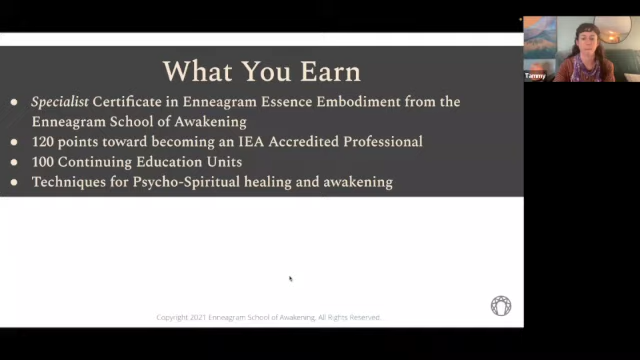 What You Earn
● Specialist Certificate in Enneagram Essence Embodiment from the
Enneagram School of Awakening
● 120 points toward becoming an IEA Accredited Professional
● 100 Continuing Education Units
● Techniques for Psycho-Spiritual healing and awakening
Copyright 2021 Enneagram School of Awakening, All Rights Reserved
Tammy